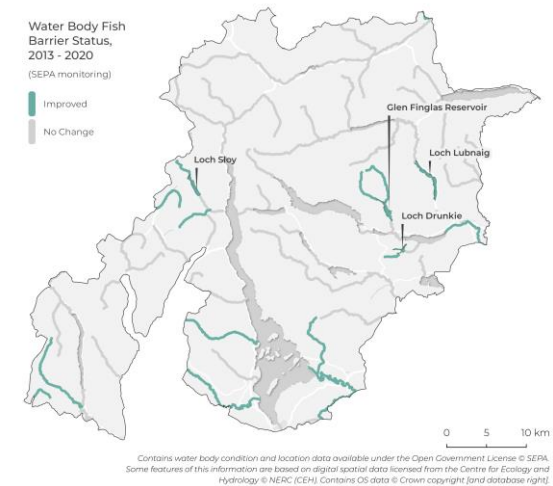 Water Body Fish
Barrier Status,
2013 - 2020
(SEPA monitoring)
Improved
No Change
Glen Finglas Reservoir
Loch Lubnaig
Loch Sloy
Loch Drunkie
0 5 10 km
Contains water body condition and location data available under the Open Government License © SEPA.
Some features of this information are based on digital spatial data licensed from the Centre for Ecology and
Hydrology © NERC (CEH). Contains OS data © Crown copyright [and database right].